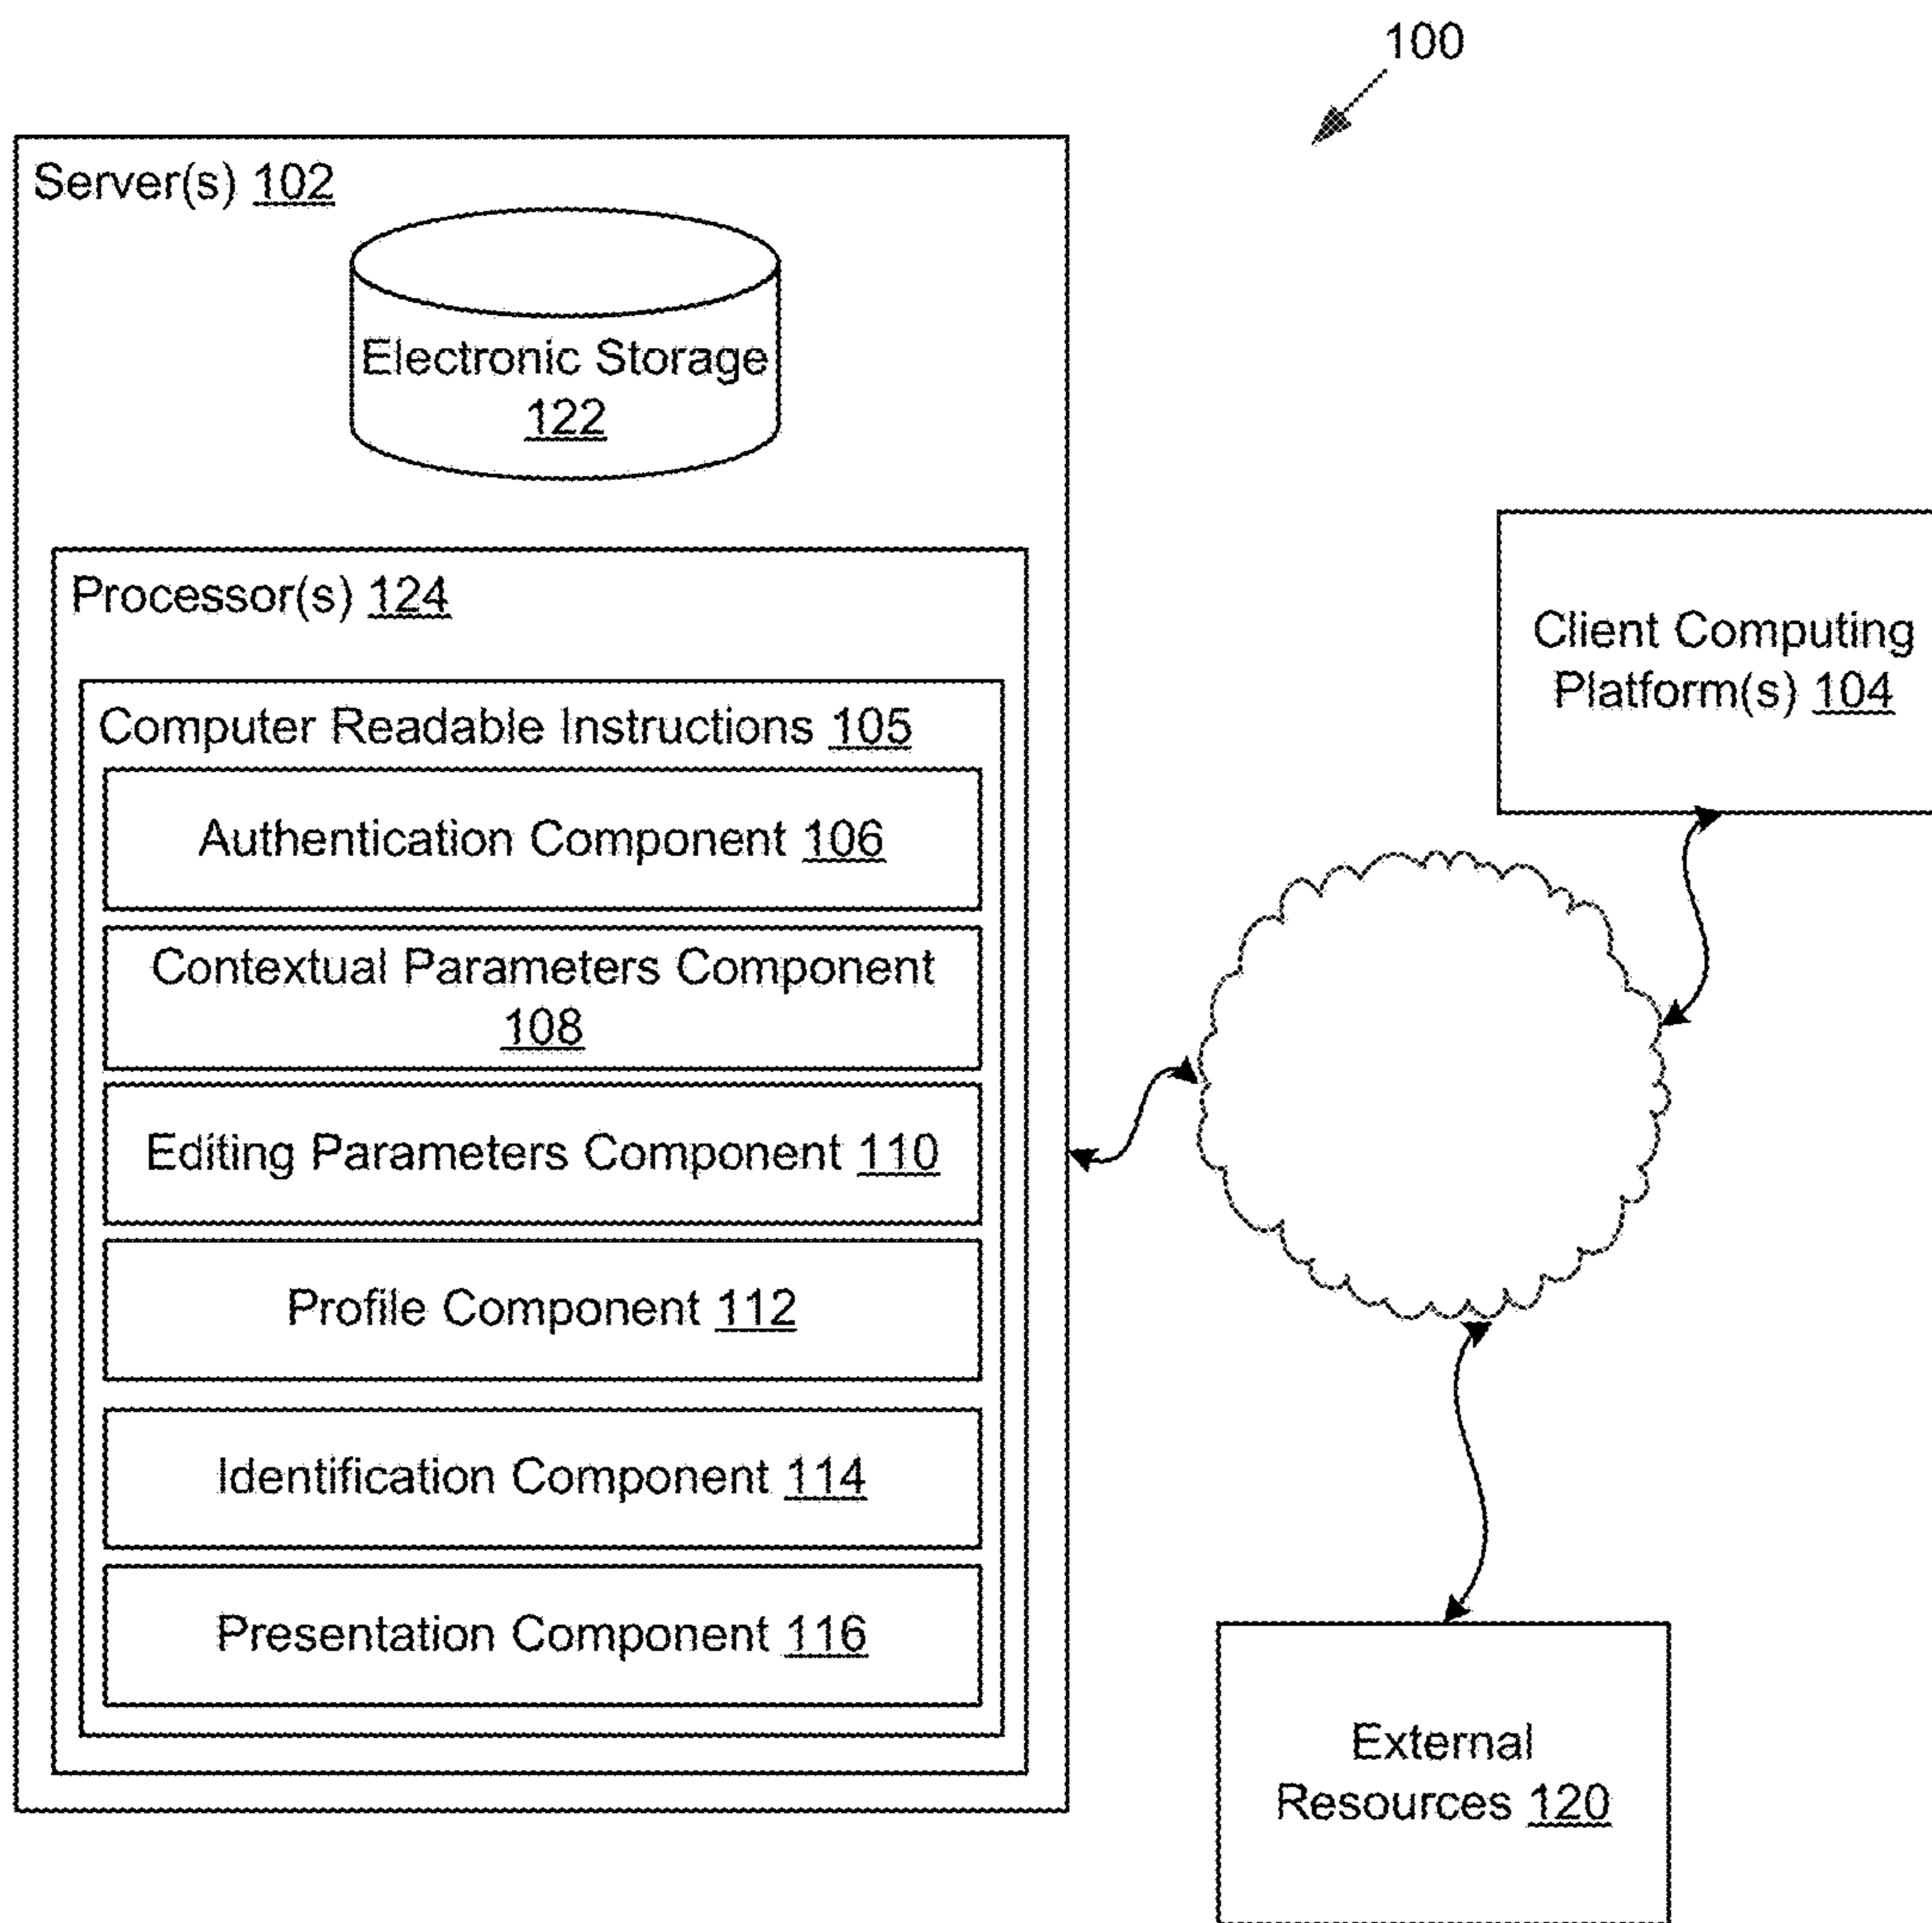 100
Server(s) 102
Electronic Storage
122
Processor(s) 124
Computer Readable Instructions 105
Authentication Component 106
Contextual Parameters Component
108
Editing Parameters Component 110
Profile Component 112
Identification Component 114
Presentation Component 116
Client Computing
Platform(s) 104
External
Resources 120